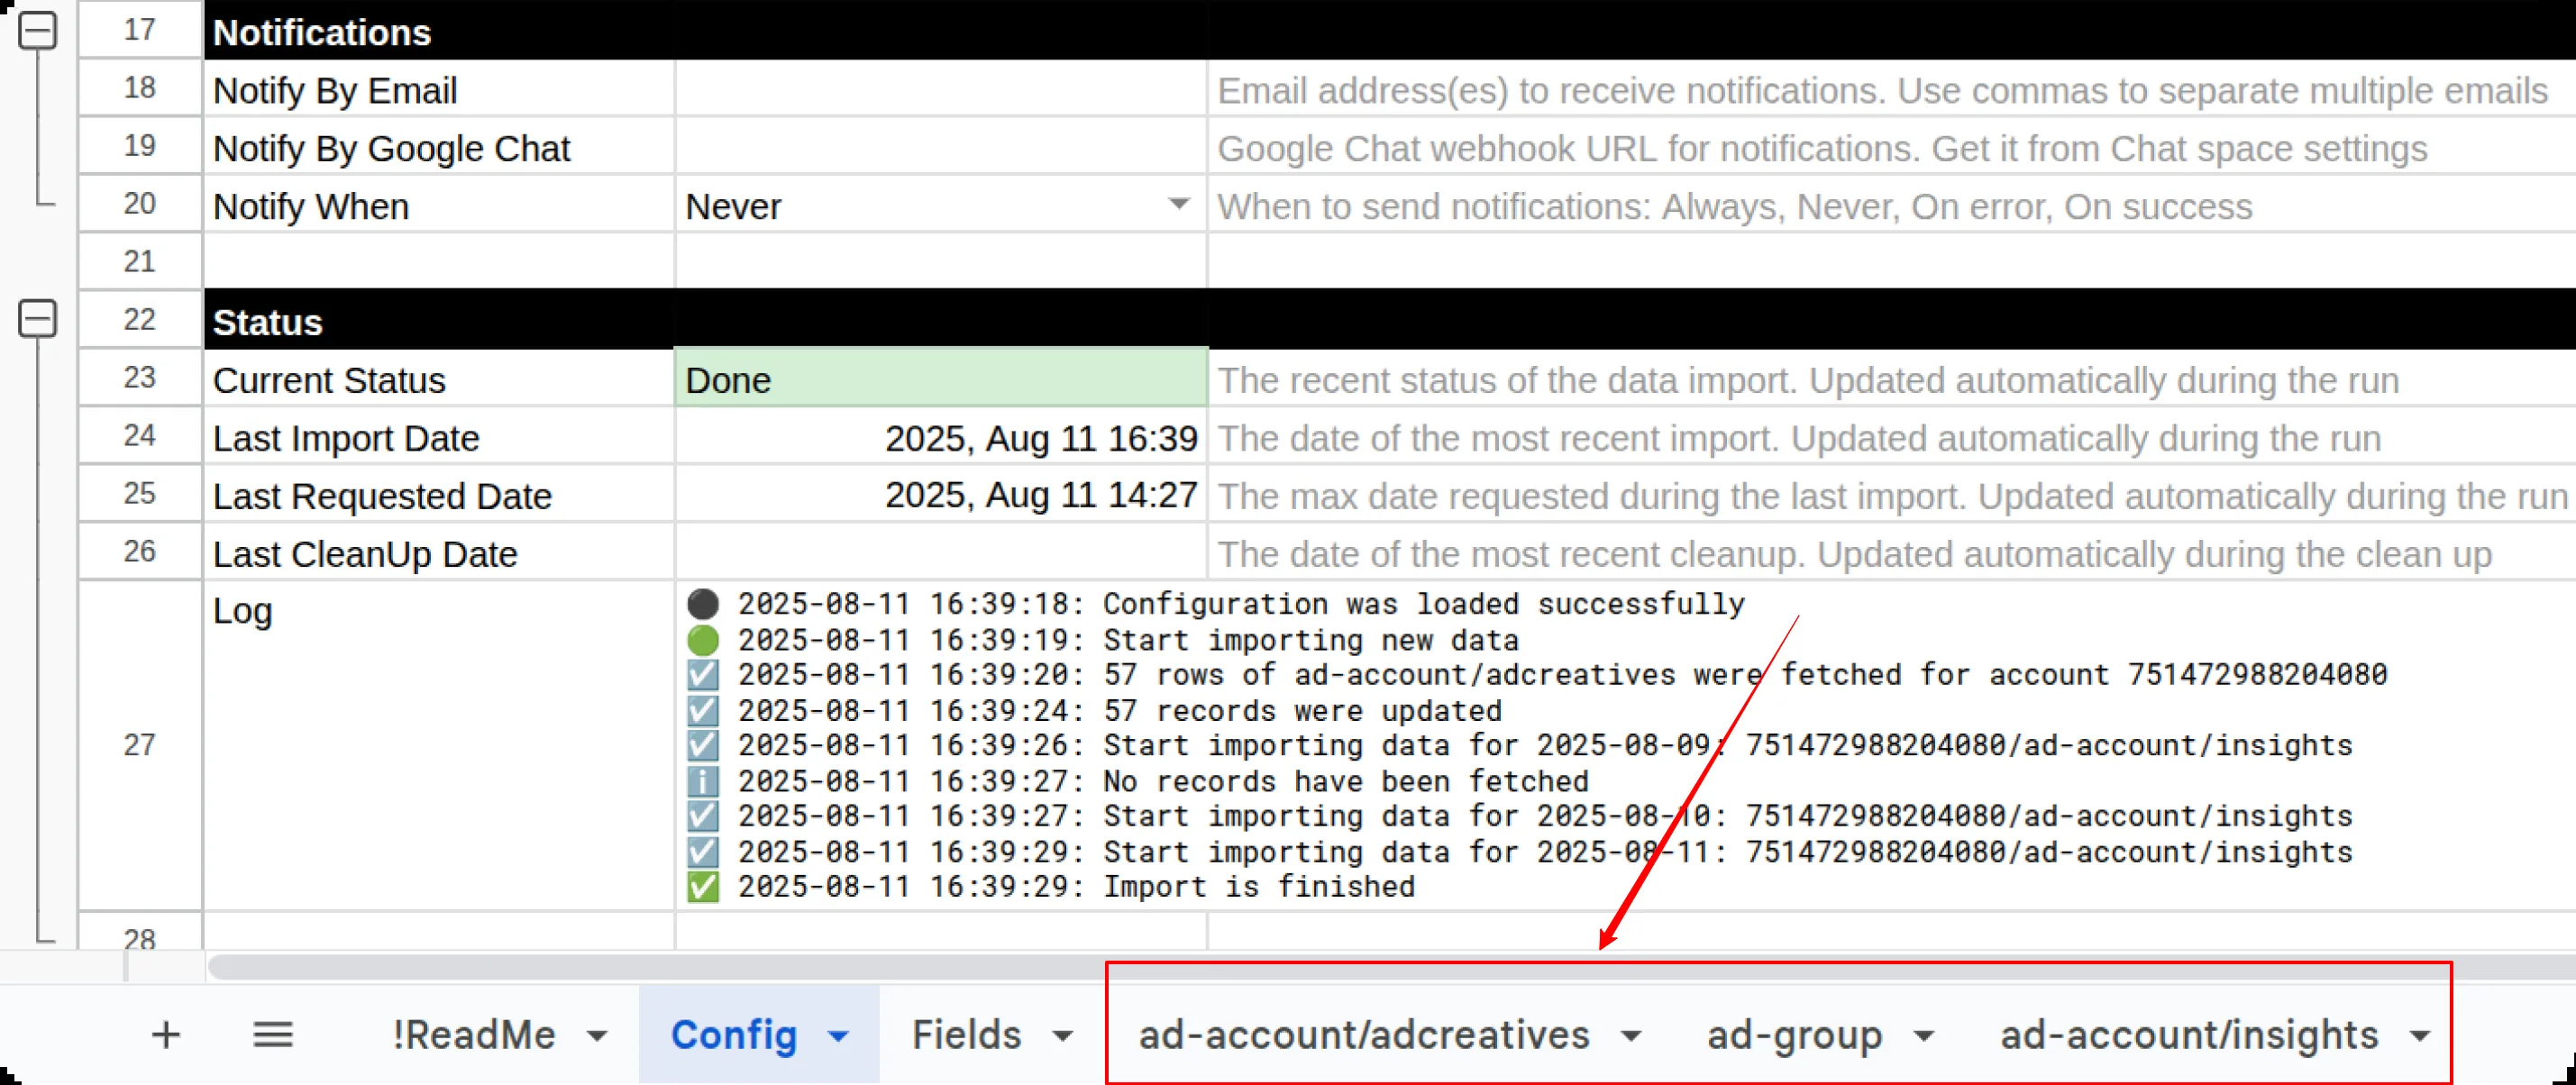 17 Notifications
18 Notify By Email Email address(es) to receive notifications. Use commas to separate multiple emails
19 Notify By Google Chat Google Chat webhook URL for notifications. Get it from Chat space settings
20 Notify When Never When to send notifications: Always, Never, On error, On success
21
22 Status
23 Current Status Done The recent status of the data import. Updated automatically during the run
24 Last Import Date 2025, Aug 11 16:39 The date of the most recent import. Updated automatically during the run
25 Last Requested Date 2025, Aug 11 14:27 The max date requested during the last import. Updated automatically during the run
26 Last CleanUp Date The date of the most recent cleanup. Updated automatically during the clean up
27 Log
2025-08-11 16:39:18: Configuration was loaded successfully
2025-08-11 16:39:19: Start importing new data
2025-08-11 16:39:20: 57 rows of ad-account/adcreatives were fetched for account 751472988204080
2025-08-11 16:39:24: 57 records were updated
2025-08-11 16:39:26: Start importing data for 2025-08-09: 751472988204080/ad-account/insights
2025-08-11 16:39:27: No records have been fetched
2025-08-11 16:39:27: Start importing data for 2025-08-10: 751472988204080/ad-account/insights
2025-08-11 16:39:29: Start importing data for 2025-08-11: 751472988204080/ad-account/insights
2025-08-11 16:39:29: Import is finished
28
!ReadMe Config Fields ad-account/adcreatives ad-group ad-account/insights